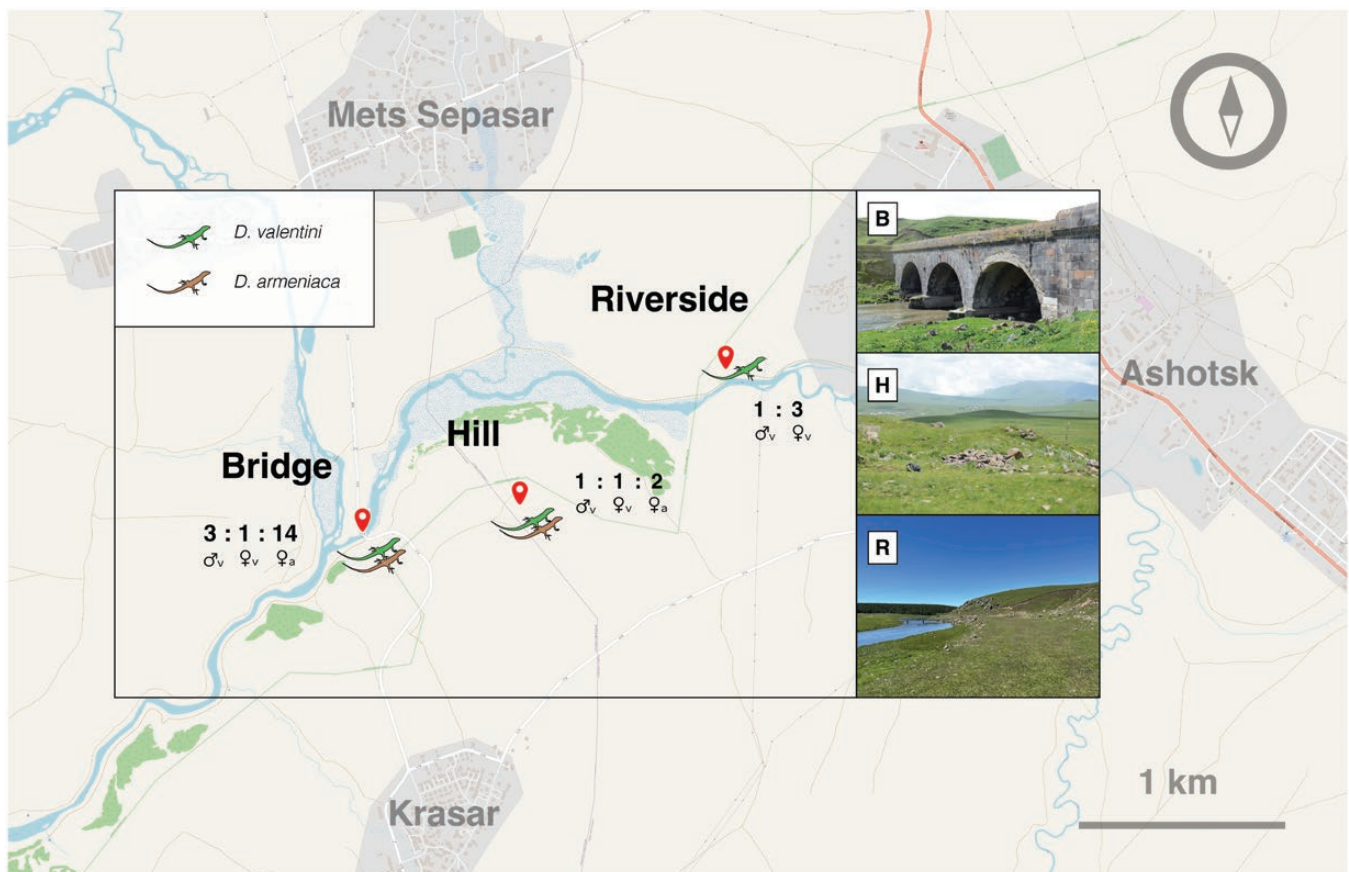 Mets Sepasar
D. valentini
D. armeniaca
B
Riverside
H
Ashotsk
1 : 3
♂v ♀v
Hill
1 : 1 : 2
♂v ♀v ♀a
Bridge
3 : 1 : 14
♂v ♀v ♀a
R
1 km
Krasar